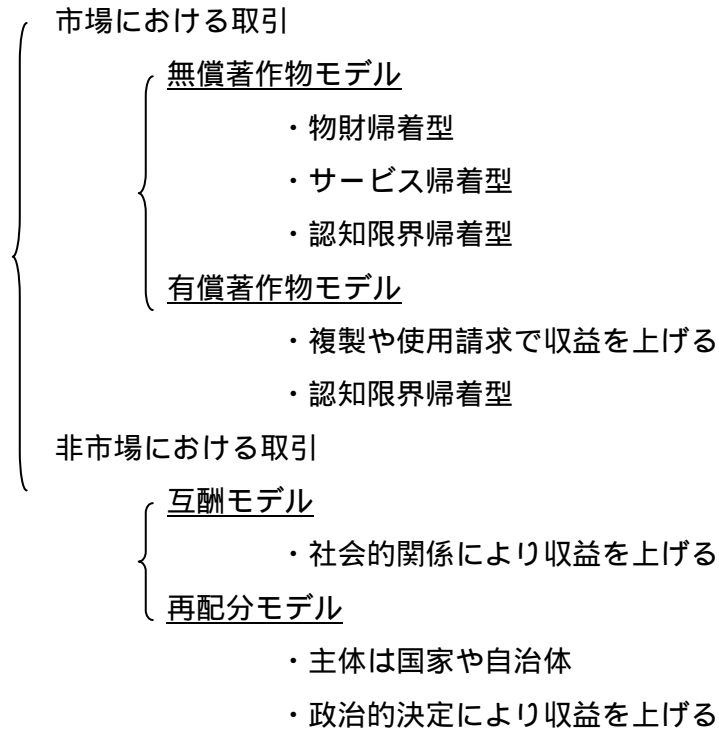 市場における取引
無償著作物モデル
・物財帰着型
・サービス帰着型
・認知限界帰着型
有償著作物モデル
・複製や使用請求で収益を上げる
・認知限界帰着型
非市場における取引
互酬モデル
・社会的関係により収益を上げる
再配分モデル
・主体は国家や自治体
・政治的決定により収益を上げる